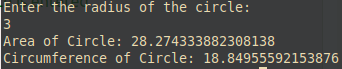 Enter the radius of the circle:
3
Area of Circle: 28.274333882308138
Circumference of Circle: 18.84955592153876